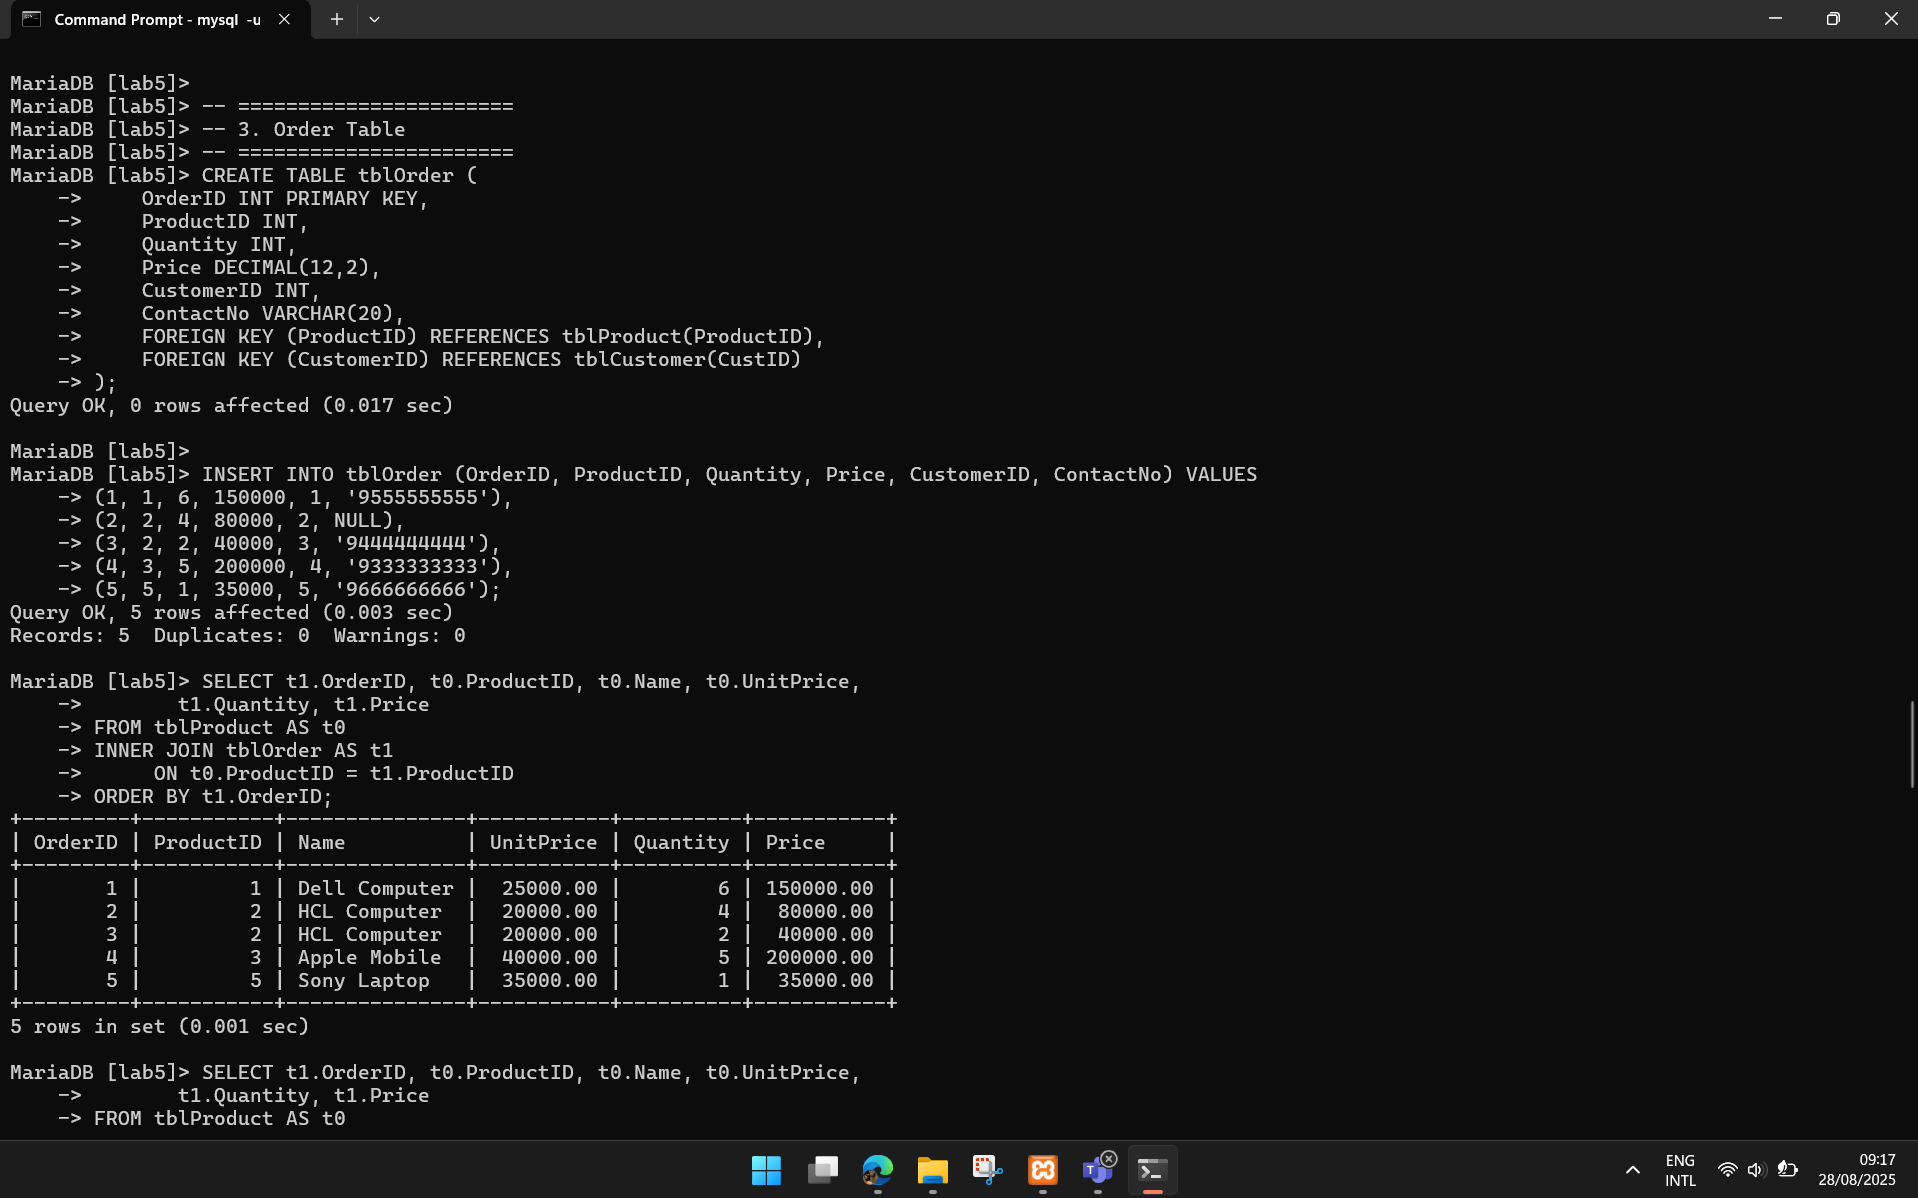 Command Prompt - mysql -u
MariaDB [lab5]>
MariaDB [lab5]> -- =======================
MariaDB [lab5]> -- 3. Order Table
MariaDB [lab5]> -- =======================
MariaDB [lab5]> CREATE TABLE tblOrder (
    ->     OrderID INT PRIMARY KEY,
    ->     ProductID INT,
    ->     Quantity INT,
    ->     Price DECIMAL(12,2),
    ->     CustomerID INT,
    ->     ContactNo VARCHAR(20),
    ->     FOREIGN KEY (ProductID) REFERENCES tblProduct(ProductID),
    ->     FOREIGN KEY (CustomerID) REFERENCES tblCustomer(CustID)
    -> );
Query OK, 0 rows affected (0.017 sec)
MariaDB [lab5]>
MariaDB [lab5]> INSERT INTO tblOrder (OrderID, ProductID, Quantity, Price, CustomerID, ContactNo) VALUES
    -> (1, 1, 6, 150000, 1, '9555555555'),
    -> (2, 2, 4, 80000, 2, NULL),
    -> (3, 2, 2, 40000, 3, '9444444444'),
    -> (4, 3, 5, 200000, 4, '9333333333'),
    -> (5, 5, 1, 35000, 5, '9666666666');
Query OK, 5 rows affected (0.003 sec)
Records: 5  Duplicates: 0  Warnings: 0
MariaDB [lab5]> SELECT t1.OrderID, t0.ProductID, t0.Name, t0.UnitPrice,
    ->        t1.Quantity, t1.Price
    -> FROM tblProduct AS t0
    -> INNER JOIN tblOrder AS t1
    ->      ON t0.ProductID = t1.ProductID
    -> ORDER BY t1.OrderID;
+---------+-----------+---------------+-----------+----------+-----------+
| OrderID | ProductID | Name          | UnitPrice | Quantity | Price     |
+---------+-----------+---------------+-----------+----------+-----------+
|       1 |         1 | Dell Computer |  25000.00 |        6 | 150000.00 |
|       2 |         2 | HCL Computer  |  20000.00 |        4 |  80000.00 |
|       3 |         2 | HCL Computer  |  20000.00 |        2 |  40000.00 |
|       4 |         3 | Apple Mobile  |  40000.00 |        5 | 200000.00 |
|       5 |         5 | Sony Laptop   |  35000.00 |        1 |  35000.00 |
+---------+-----------+---------------+-----------+----------+-----------+
5 rows in set (0.001 sec)
MariaDB [lab5]> SELECT t1.OrderID, t0.ProductID, t0.Name, t0.UnitPrice,
    ->        t1.Quantity, t1.Price
    -> FROM tblProduct AS t0
ENG
INTL
09:17
28/08/2025